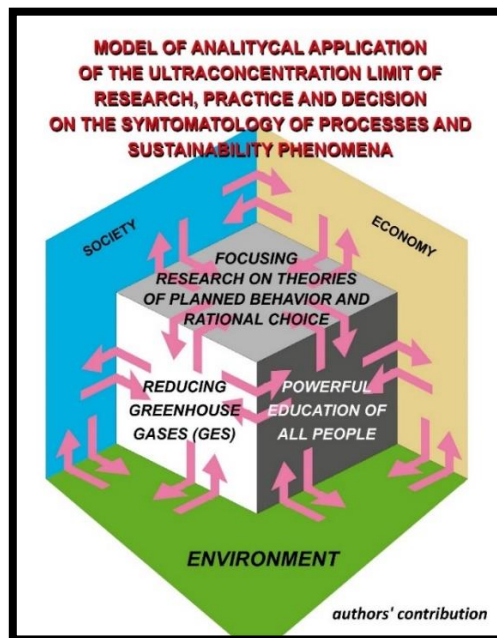 MODEL OF ANALITYCAL APPLICATION
OF THE ULTRACONCENTRATION LIMIT OF
RESEARCH, PRACTICE AND DECISION
ON THE SYMTOMATOLOGY OF PROCESSES AND
SUSTAINABILITY PHENOMENA
SOCIETY
ECONOMY
FOCUSING
RESEARCH ON THEORIES
OF PLANNED BEHAVIOR AND
RATIONAL CHOICE
REDUCING
GREENHOUSE
GASES (GES)
POWERFUL
EDUCATION OF
ALL PEOPLE
ENVIRONMENT
authors' contribution